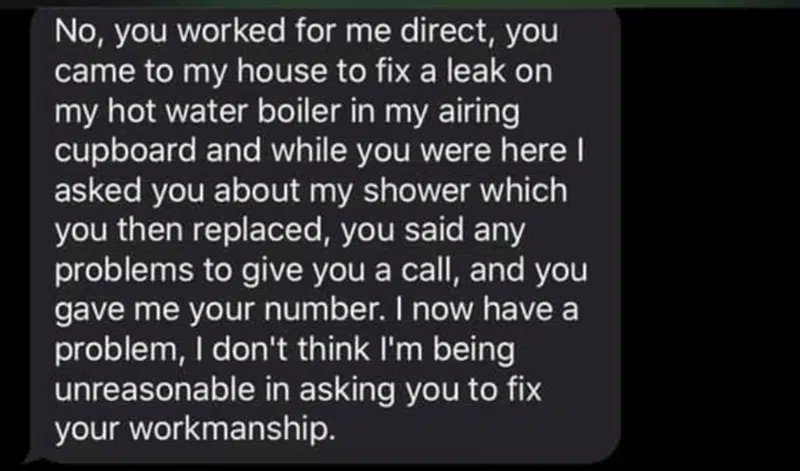 No, you worked for me direct, you
came to my house to fix a leak on
my hot water boiler in my airing
cupboard and while you were here I
asked you about my shower which
you then replaced, you said any
problems to give you a call, and you
gave me your number. I now have a
problem, I don't think I'm being
unreasonable in asking you to fix
your workmanship.